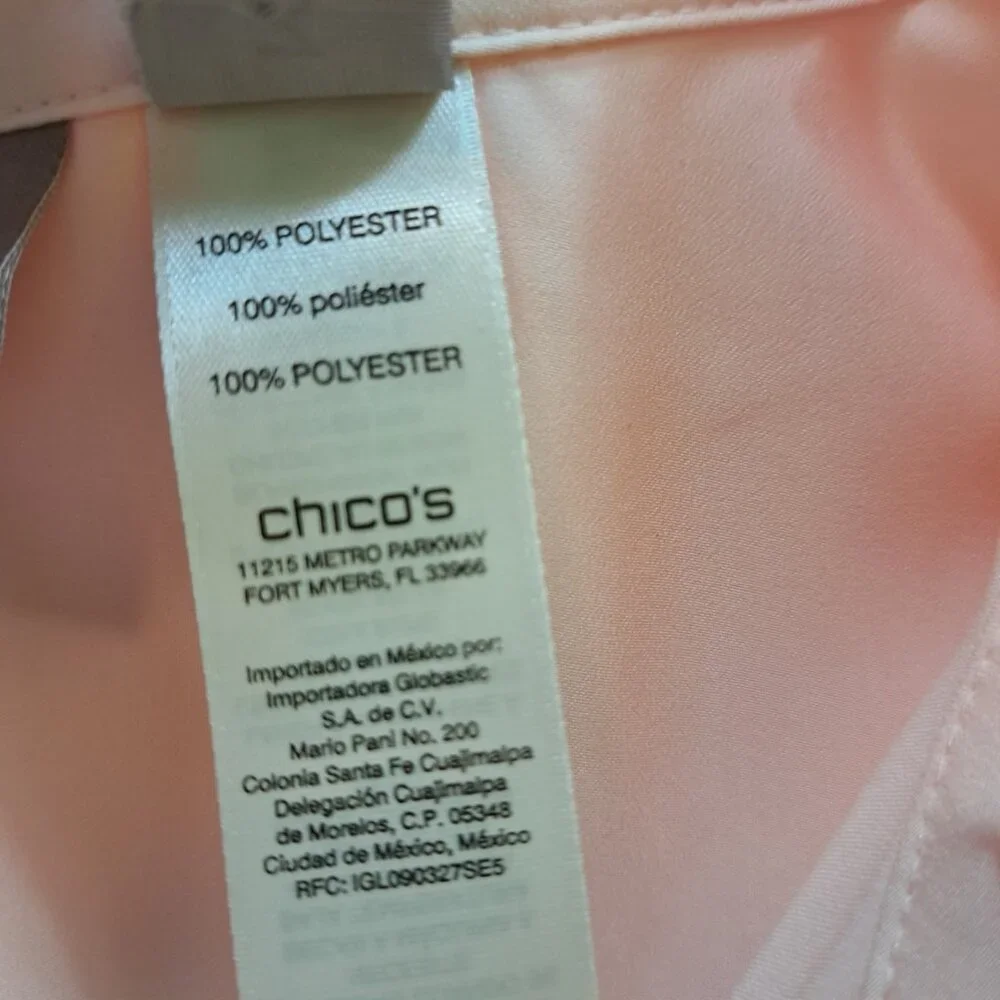 100% POLYESTER
100% poliéster
100% POLYESTER
chico's
11215 METRO PARKWAY
FORT MYERS, FL 33966
Importado en México por:
Importadora Globastic
S.A. de C.V.
Mario Pani No. 200
Colonia Santa Fe Cuajimalpa
Delegación Cuajimalpa
de Morelos, C.P. 05348
Ciudad de México, México
RFC: IGL090327SE5